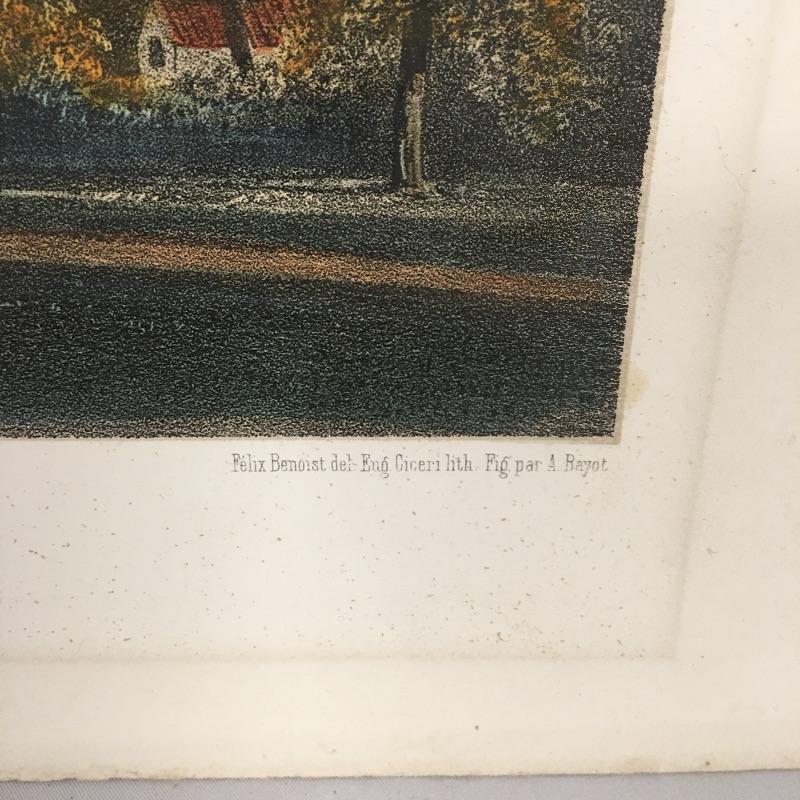 Félix Benoist del. Eug. Ciceri lith. Fig. par A. Bayot